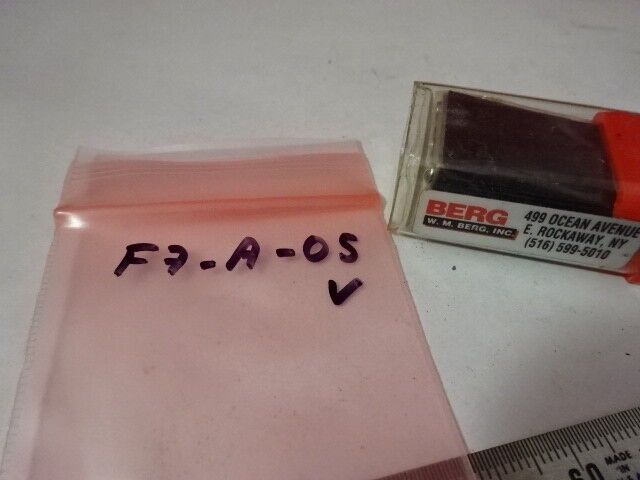 F7-A-05
✓
BERG
W. M. BERG, INC.
499 OCEAN AVENUE
E. ROCKAWAY, NY
(516) 599-5010
MADE
IN
60